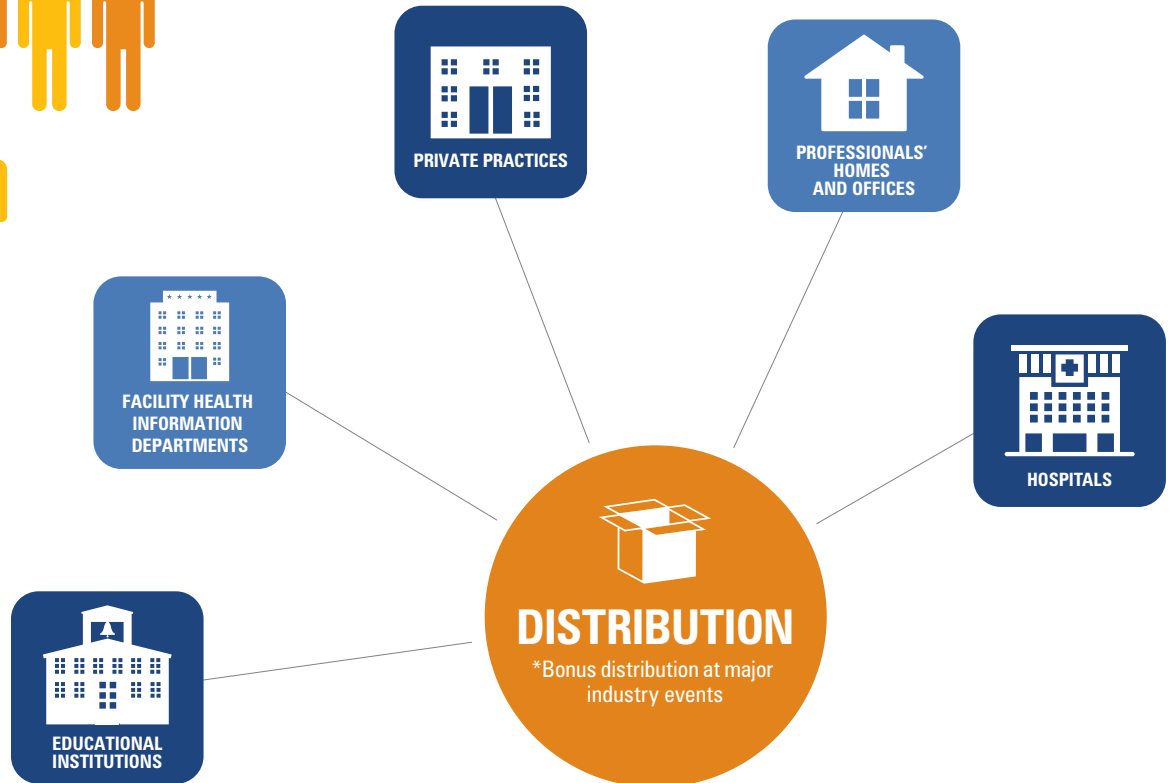 PRIVATE PRACTICES
PROFESSIONALS'
HOMES
AND OFFICES
FACILITY HEALTH
INFORMATION
DEPARTMENTS
HOSPITALS
DISTRIBUTION
*Bonus distribution at major
industry events
EDUCATIONAL
INSTITUTIONS